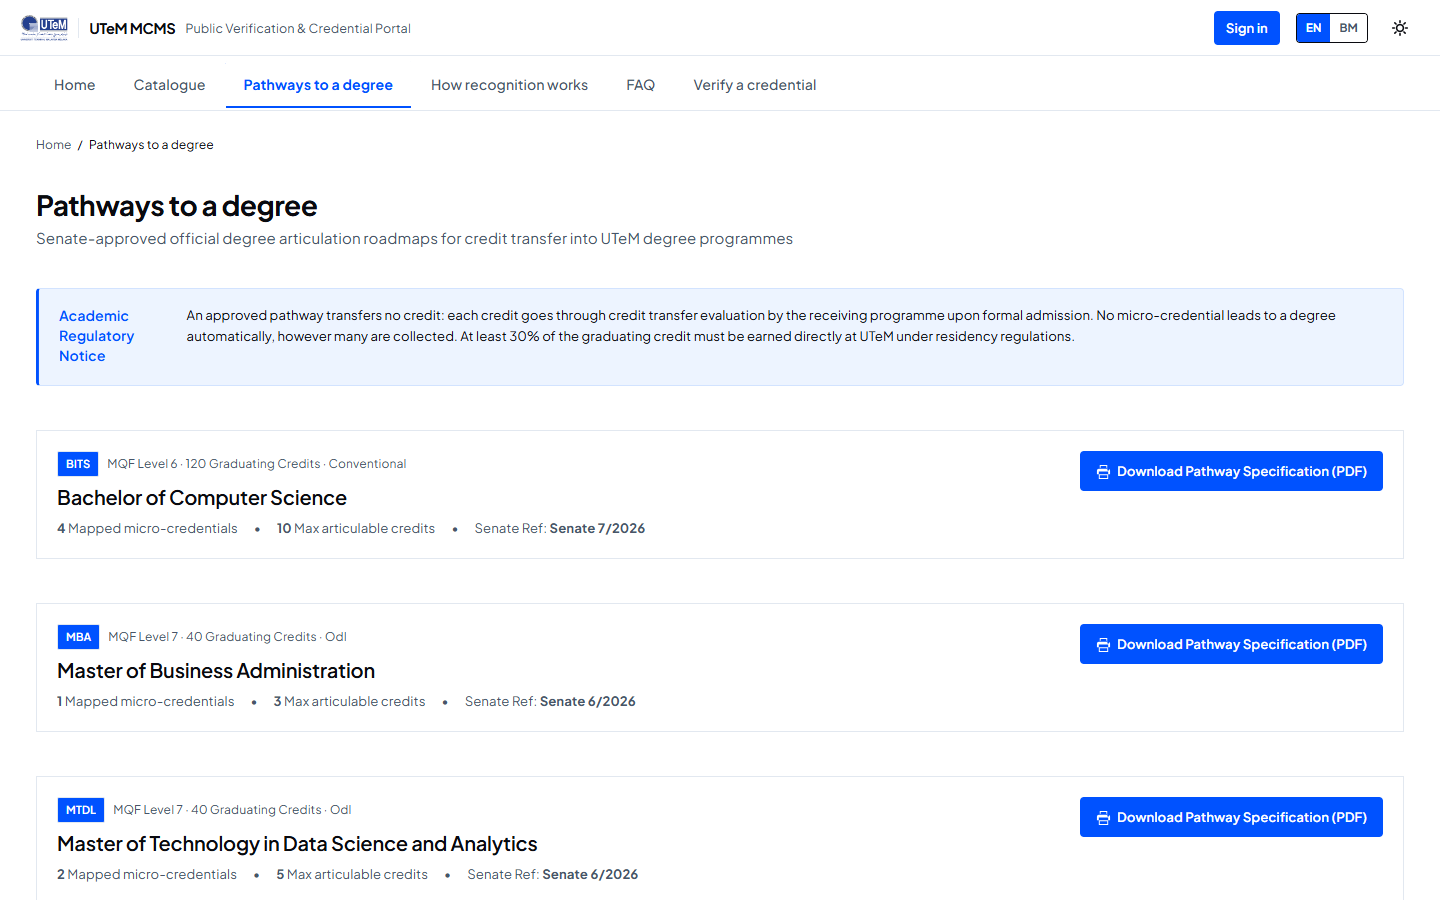 UTeM
UTeM MCMS Public Verification & Credential Portal
Sign in
EN BM
Home Catalogue Pathways to a degree How recognition works FAQ Verify a credential
Home / Pathways to a degree
Pathways to a degree
Senate-approved official degree articulation roadmaps for credit transfer into UTeM degree programmes
Academic
Regulatory
Notice
An approved pathway transfers no credit: each credit goes through credit transfer evaluation by the receiving programme upon formal admission. No micro-credential leads to a degree
automatically, however many are collected. At least 30% of the graduating credit must be earned directly at UTeM under residency regulations.
BITS MQF Level 6 · 120 Graduating Credits · Conventional
Download Pathway Specification (PDF)
Bachelor of Computer Science
4 Mapped micro-credentials • 10 Max articulable credits • Senate Ref: Senate 7/2026
MBA MQF Level 7 · 40 Graduating Credits · Odl
Download Pathway Specification (PDF)
Master of Business Administration
1 Mapped micro-credentials • 3 Max articulable credits • Senate Ref: Senate 6/2026
MTDL MQF Level 7 · 40 Graduating Credits · Odl
Download Pathway Specification (PDF)
Master of Technology in Data Science and Analytics
2 Mapped micro-credentials • 5 Max articulable credits • Senate Ref: Senate 6/2026